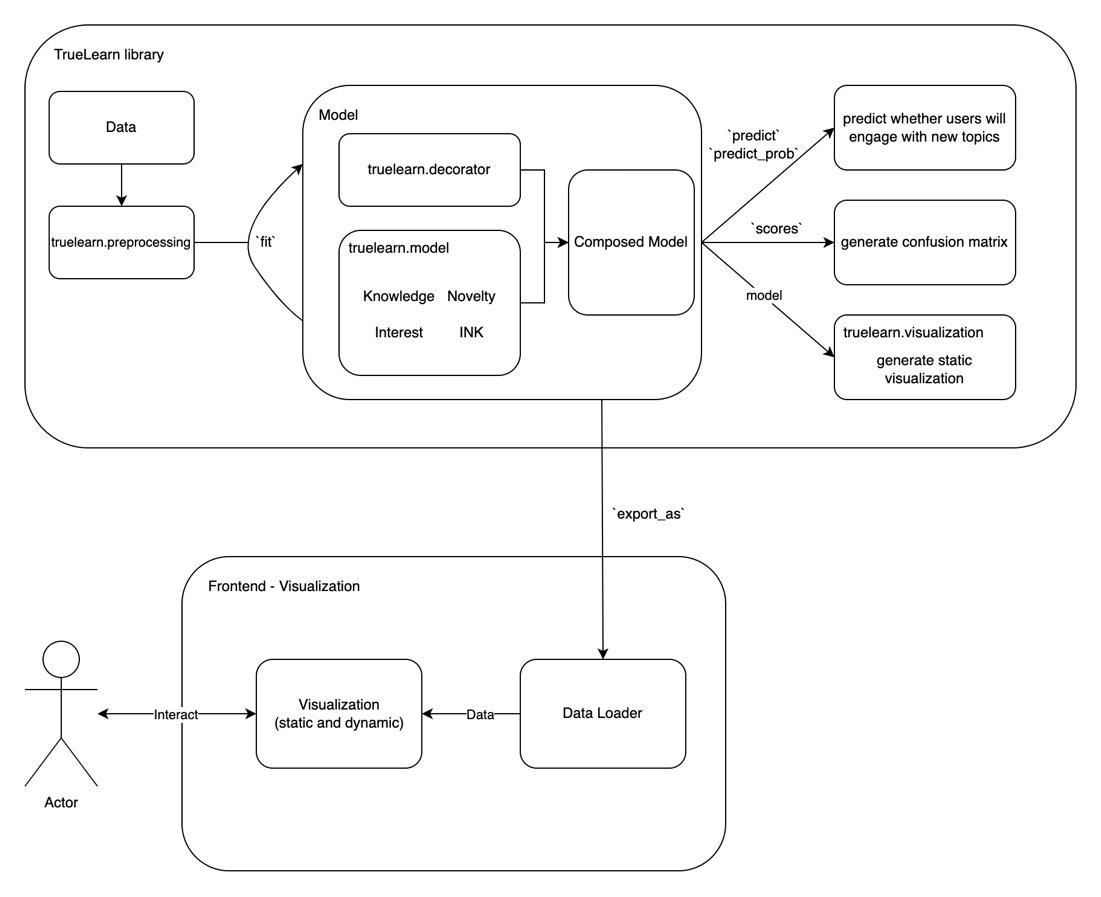 TrueLearn library
Data
truelearn.preprocessing
`fit`
Model
truelearn.decorator
truelearn.model
Knowledge Novelty
Interest INK
Composed Model
`predict`
`predict_prob`
`scores`
model
predict whether users will
engage with new topics
generate confusion matrix
truelearn.visualization
generate static
visualization
`export_as`
Frontend - Visualization
Actor
Interact
Visualization
(static and dynamic)
Data
Data Loader